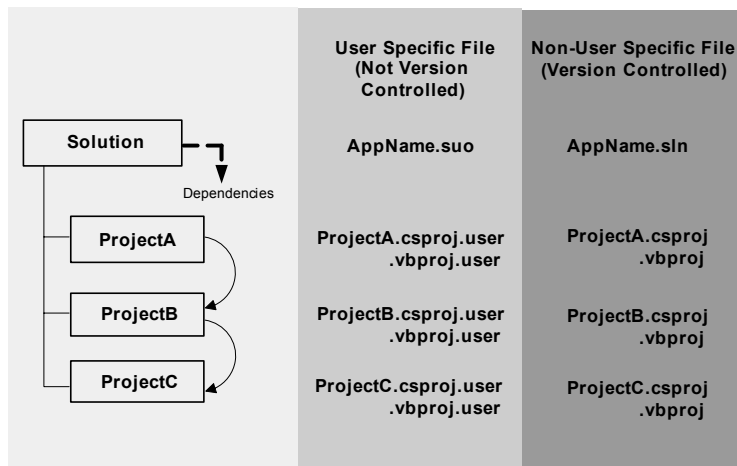 User Specific File
(Not Version
Controlled)
Non-User Specific File
(Version Controlled)
Solution
Dependencies
AppName.suo
AppName.sln
ProjectA
ProjectA.csproj.user
.vbproj.user
ProjectA.csproj
.vbproj
ProjectB
ProjectB.csproj.user
.vbproj.user
ProjectB.csproj
.vbproj
ProjectC
ProjectC.csproj.user
.vbproj.user
ProjectC.csproj
.vbproj